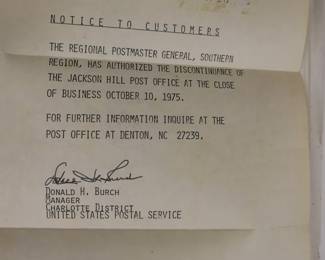 NOTICE TO CUSTOMERS
THE REGIONAL POSTMASTER GENERAL, SOUTHERN
REGION, HAS AUTHORIZED THE DISCONTINUANCE OF
THE JACKSON HILL POST OFFICE AT THE CLOSE
OF BUSINESS OCTOBER 10, 1975.
FOR FURTHER INFORMATION INQUIRE AT THE
POST OFFICE AT DENTON, NC 27239.
DONALD H. BURCH
MANAGER
CHARLOTTE DISTRICT
UNITED STATES POSTAL SERVICE